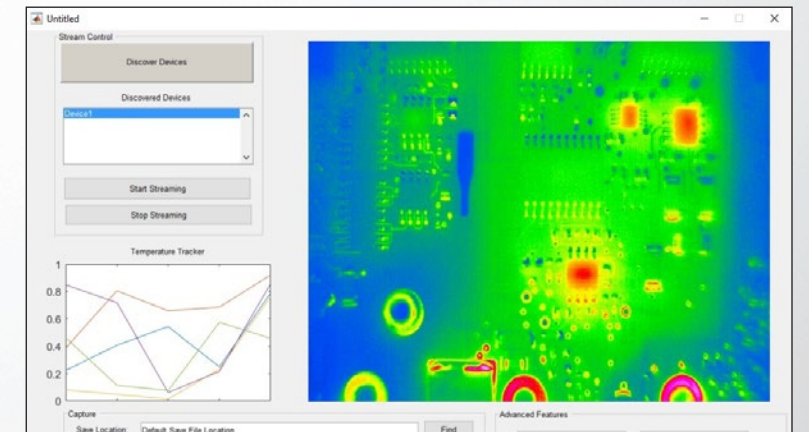 Untitled
Stream Control
Discover Devices
Discovered Devices
Device1
Start Streaming
Stop Streaming
Temperature Tracker
1
0.8
0.6
0.4
0.2
0
Capture
Save Location:
Default Save File Location
Find
Advanced Features